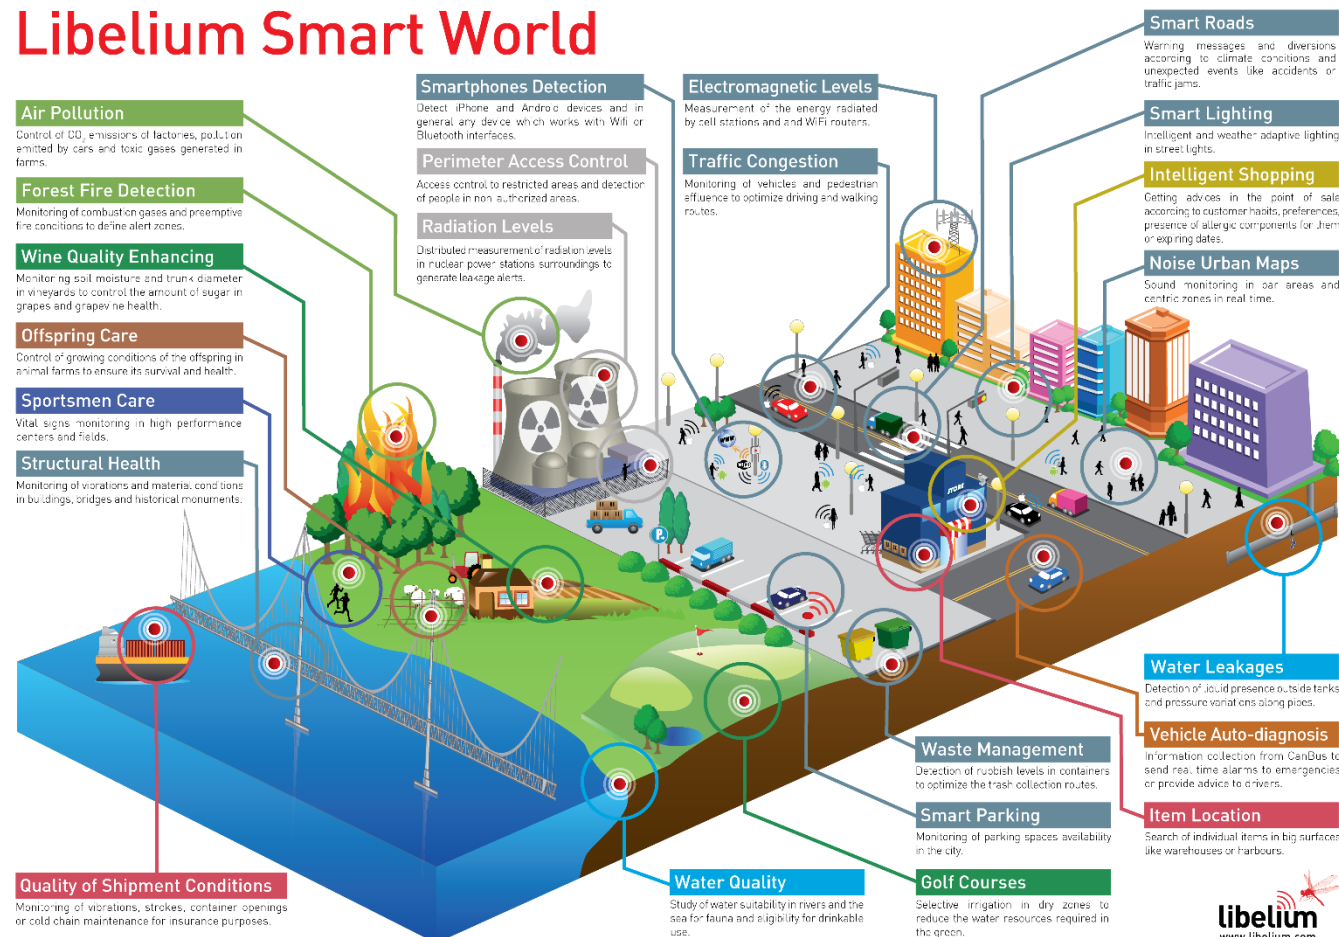 Libelium Smart World
Air Pollution
Control of CO2 emissions of factories, pollution
emitted by cars and toxic gases generated in
farms.
Forest Fire Detection
Monitoring of combustion gases and preemptive
fire conditions to define alert zones.
Wine Quality Enhancing
Monitoring soil moisture and trunk diameter
in vineyards to control the amount of sugar in
grapes and grapevine health.
Offspring Care
Control of growing conditions of the offspring in
animal farms to ensure its survival and health.
Sportsmen Care
Vital signs monitoring in high performance
centers and fields.
Structural Health
Monitoring of vibrations and material conditions
in buildings, bridges and historical monuments.
Quality of Shipment Conditions
Monitoring of vibrations, strokes, container openings
or cold chain maintenance for insurance purposes.
Smartphones Detection
Detect iPhone and Android devices and in
general any device which works with Wifi or
Bluetooth interfaces.
Perimeter Access Control
Access control to restricted areas and detection
of people in non-authorized areas.
Radiation Levels
Distributed measurement of radiation levels
in nuclear power stations surroundings to
generate leakage alerts.
Electromagnetic Levels
Measurement of the energy radiated
by cell stations and and WiFi routers.
Traffic Congestion
Monitoring of vehicles and pedestrian
affluence to optimize driving and walking
routes.
Smart Roads
Warning messages and diversions
according to climate conditions and
unexpected events like accidents or
traffic jams.
Smart Lighting
Intelligent and weather adaptive lighting
in street lights.
Intelligent Shopping
Getting advices in the point of sale
according to customer habits, preferences,
presence of allergic components for them
or expiring dates.
Noise Urban Maps
Sound monitoring in bar areas and
centric zones in real time.
www
STORE
P
Water Leakages
Detection of liquid presence outside tanks
and pressure variations along pipes.
Vehicle Auto-diagnosis
Information collection from CanBus to
send real time alarms to emergencies
or provide advice to drivers.
Item Location
Search of individual items in big surfaces
like warehouses or harbours.
Waste Management
Detection of rubbish levels in containers
to optimize the trash collection routes.
Smart Parking
Monitoring of parking spaces availability
in the city.
Golf Courses
Selective irrigation in dry zones to
reduce the water resources required in
the green.
Water Quality
Study of water suitability in rivers and the
sea for fauna and eligibility for drinkable
use.
libelium
www.libelium.com